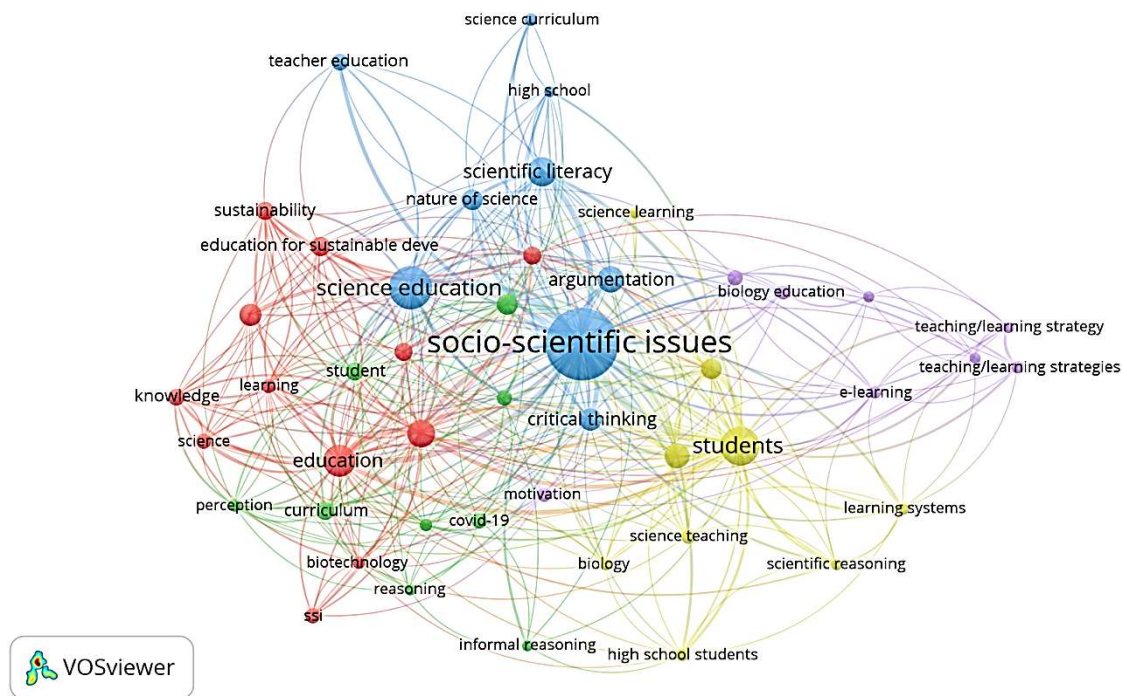 science curriculum
teacher education
high school
scientific literacy
nature of science
sustainability
science learning
education for sustainable deve
argumentation
science education
biology education
teaching/learning strategy
socio-scientific issues
teaching/learning strategies
student
learning
e-learning
knowledge
critical thinking
science
students
education
motivation
perception
curriculum
covid-19
learning systems
science teaching
biotechnology
biology
scientific reasoning
reasoning
ssi
informal reasoning
high school students
VOSviewer